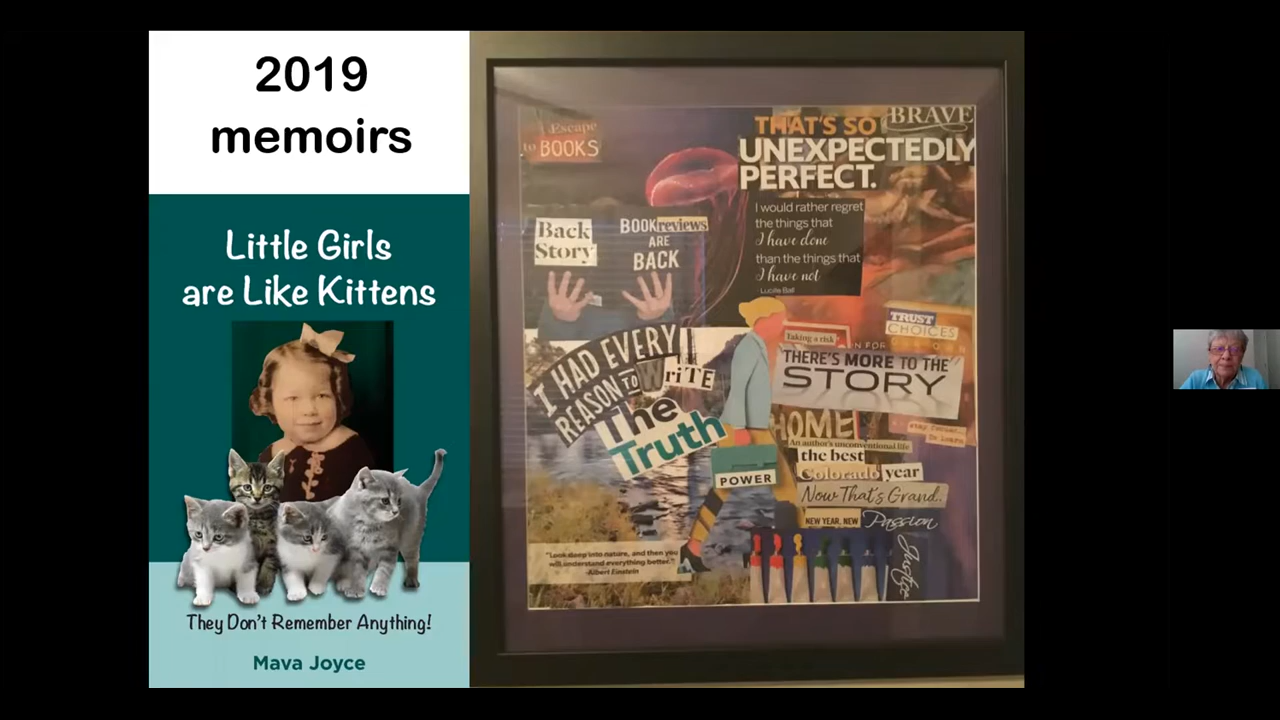 2019
memoirs
Little Girls
are Like Kittens
They Don't Remember Anything!
Mava Joyce
Escape
to BOOKS
BRAVE
THAT'S SO
UNEXPECTEDLY
PERFECT.
I would rather regret
the things that
I have done
than the things that
I have not
- Lucille Ball
Back
Story
BOOK reviews
ARE
BACK
TRUST
CHOICES
Taking a risk
THERE'S MORE TO THE
STORY
I HAD EVERY
REASON TO WRiTE
The
Truth
HOME
An author's unconventional life
the best
Colorado year
POWER
Now That's Grand..
NEW YEAR, NEW Passion
"Look deep into nature, and then you
will understand everything better."
-Albert Einstein